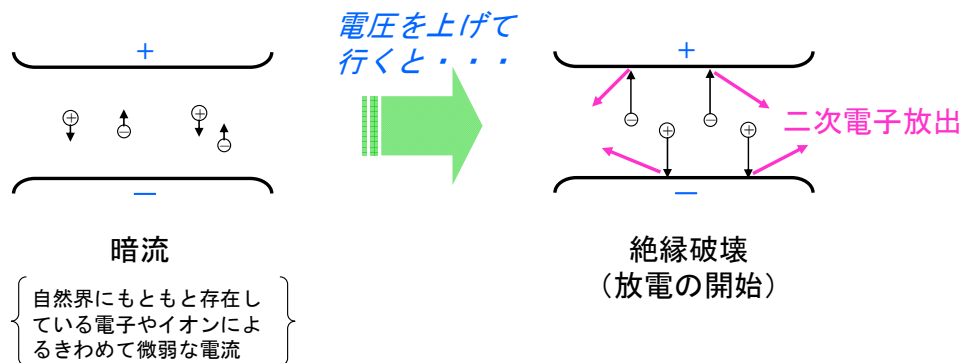 電圧を上げて
行くと・・・
+
+
二次電子放出
－
－
暗流
絶縁破壊
（放電の開始）
自然界にもともと存在し
ている電子やイオンによ
るきわめて微弱な電流